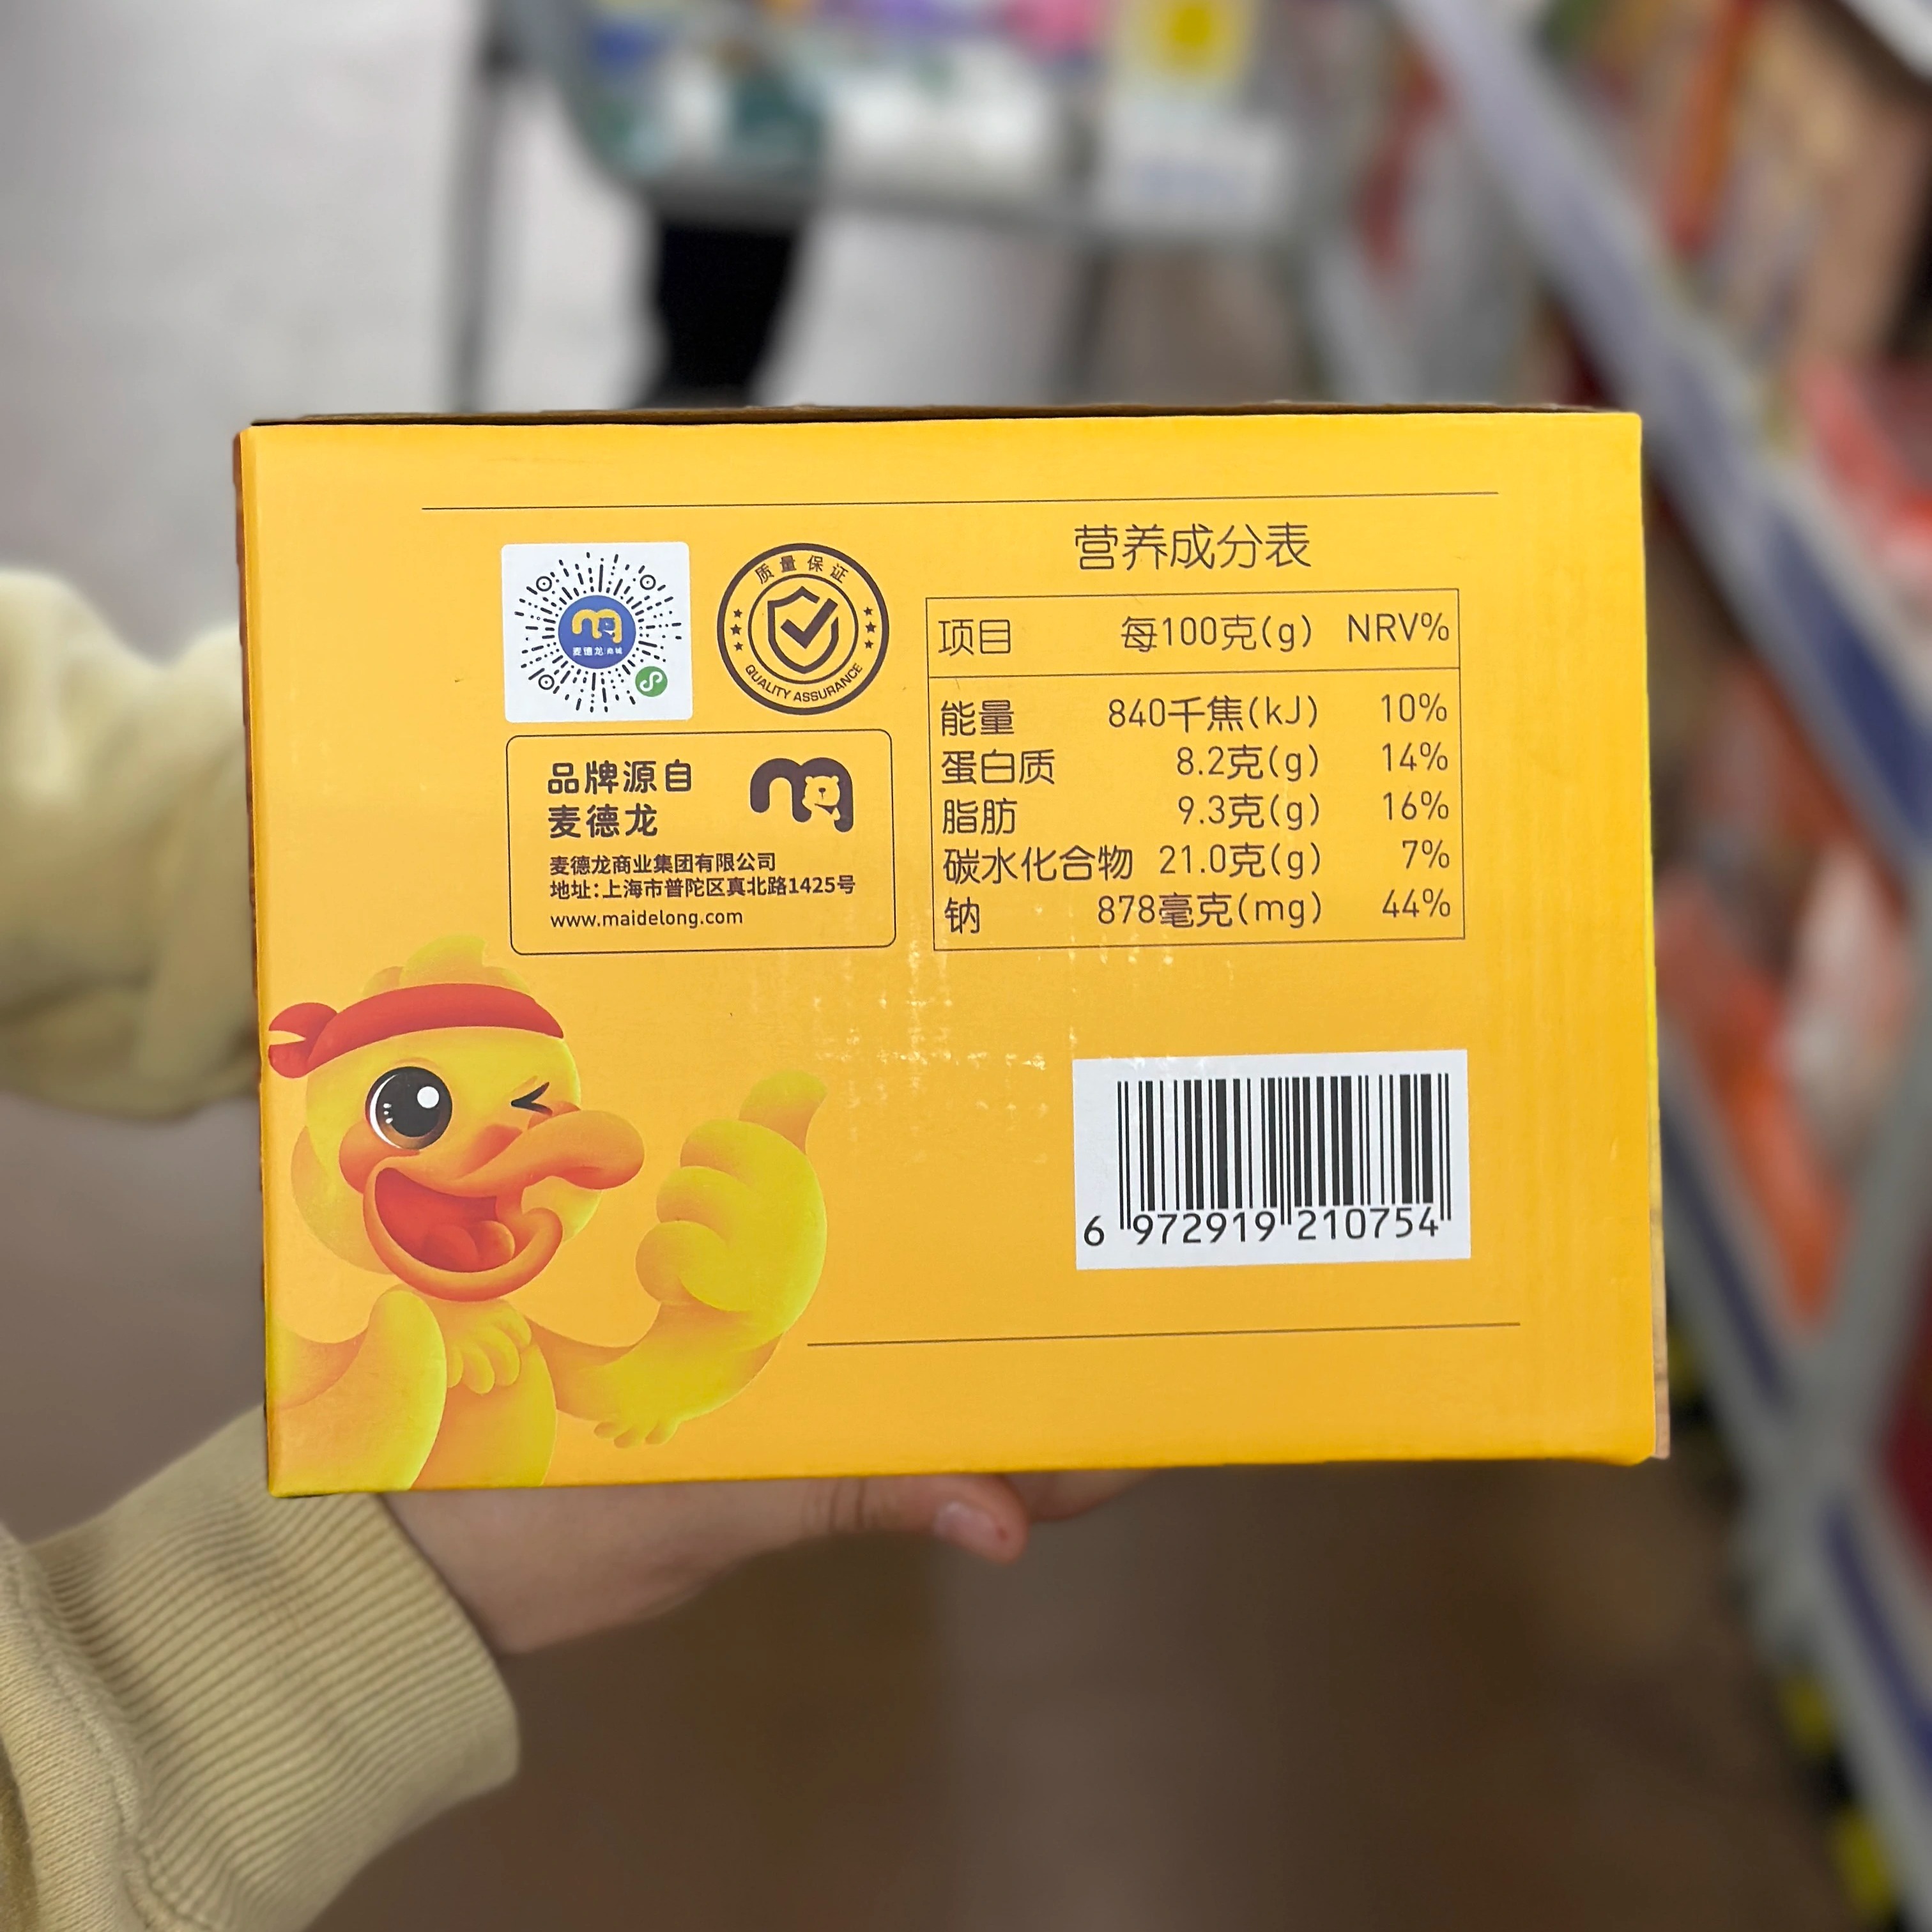 麦德龙 商城
质量保证
QUALITY ASSURANCE
品牌源自
麦德龙
麦德龙商业集团有限公司
地址:上海市普陀区真北路1425号
www.maidelong.com
营养成分表
项目 每100克(g) NRV%
能量 840千焦(kJ) 10%
蛋白质 8.2克(g) 14%
脂肪 9.3克(g) 16%
碳水化合物 21.0克(g) 7%
钠 878毫克(mg) 44%
6 972919 210754